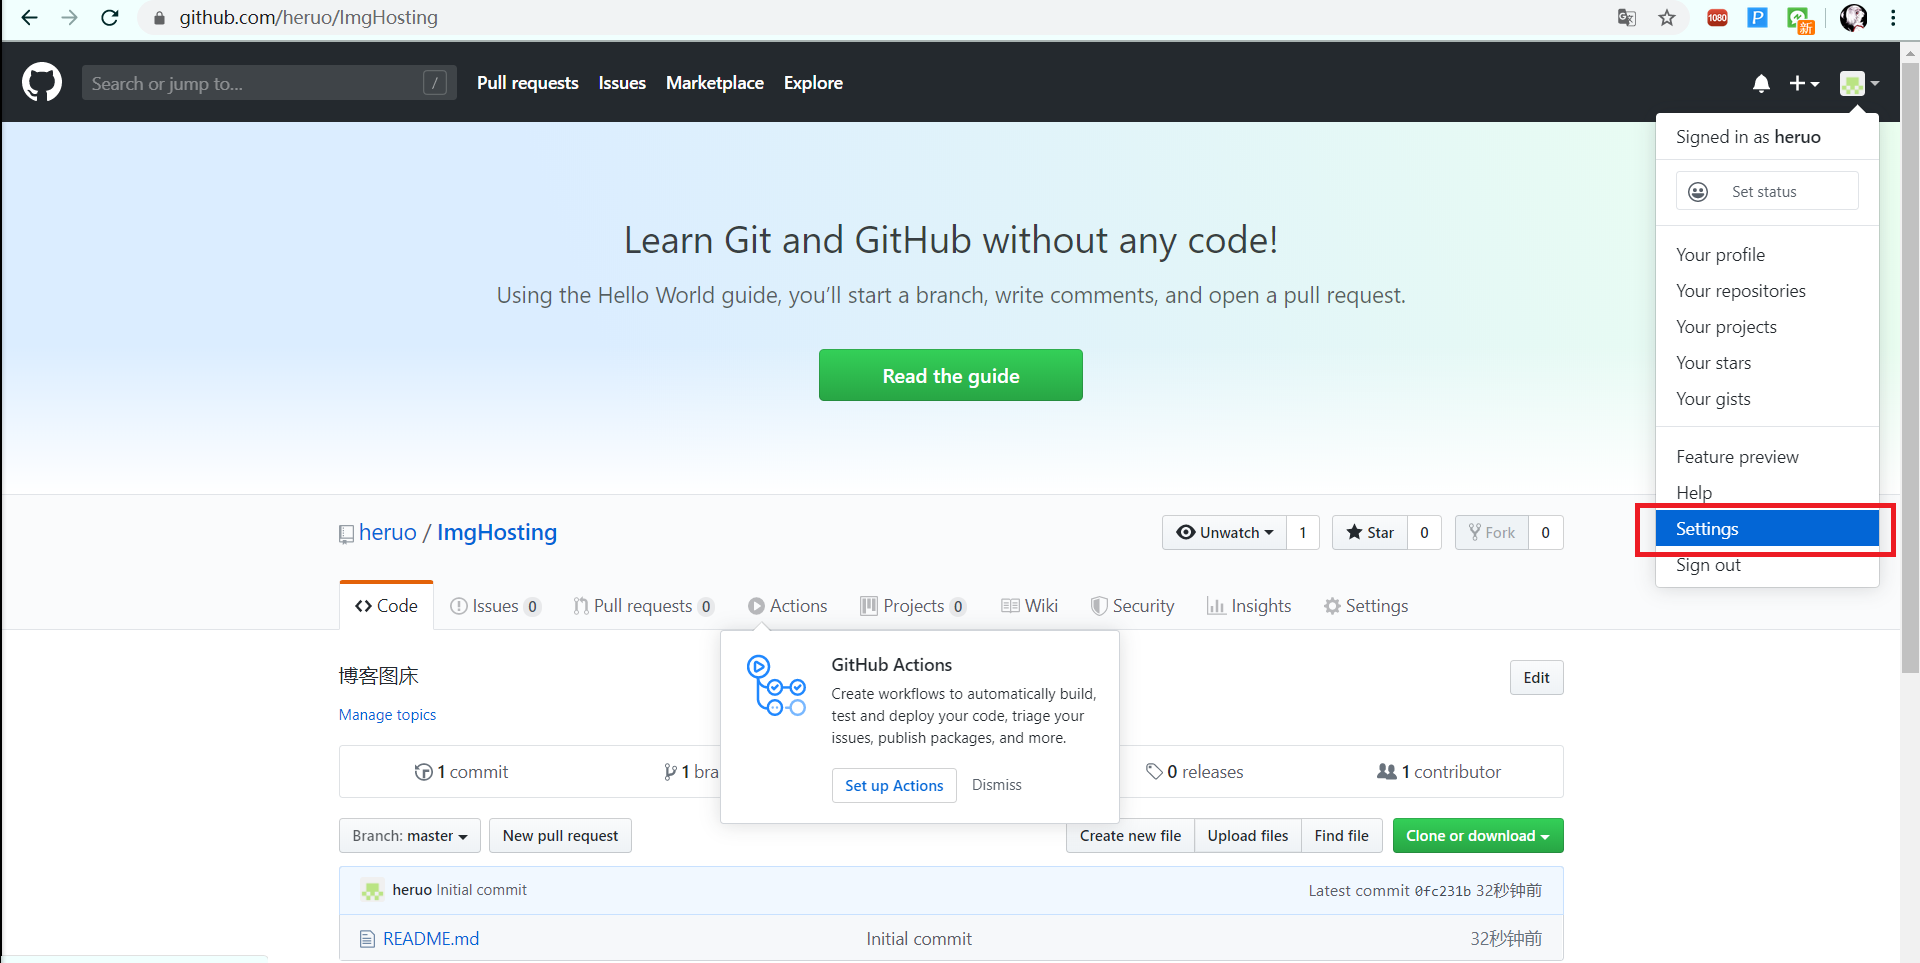 github.com/heruo/ImgHosting
1080
P
新
Search or jump to...
/
Pull requests
Issues
Marketplace
Explore
Signed in as heruo
Set status
Your profile
Your repositories
Your projects
Your stars
Your gists
Feature preview
Help
Settings
Sign out
Learn Git and GitHub without any code!
Using the Hello World guide, you’ll start a branch, write comments, and open a pull request.
Read the guide
heruo / ImgHosting
Unwatch 1
Star 0
Fork 0
Code
Issues 0
Pull requests 0
Actions
Projects 0
Wiki
Security
Insights
Settings
GitHub Actions
Create workflows to automatically build,
test and deploy your code, triage your
issues, publish packages, and more.
Set up Actions
Dismiss
博客图床
Edit
Manage topics
1 commit
1 bra
0 releases
1 contributor
Branch: master
New pull request
Create new file
Upload files
Find file
Clone or download
heruo Initial commit
Latest commit 0fc231b 32秒钟前
README.md
Initial commit
32秒钟前